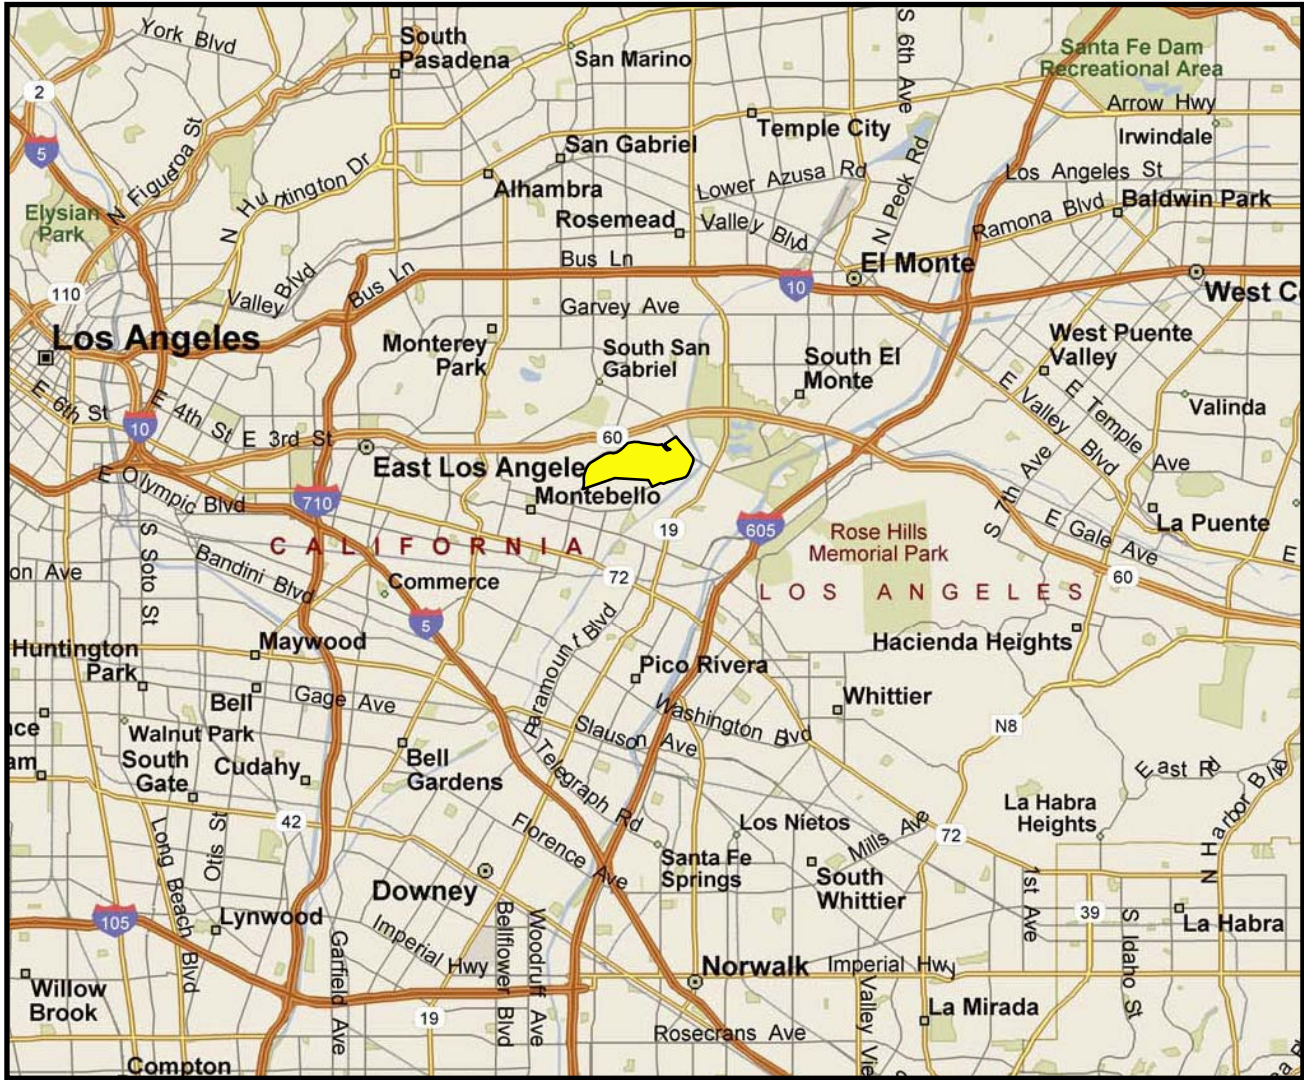 York Blvd
South
Pasadena
San Marino
S 6th Ave
Santa Fe Dam
Recreational Area
2
Arrow Hwy
5
N Figueroa St
Temple City
Irwindale
San Gabriel
N Huntington Dr
Alhambra
Lower Azusa Rd
N Peck Rd
Los Angeles St
Elysian
Park
Rosemead
Valley Blvd
Ramona Blvd
Baldwin Park
Bus Ln
Bus Ln
El Monte
10
110
Valley Blvd
Garvey Ave
West C
Los Angeles
Monterey
Park
South San
Gabriel
South El
Monte
West Puente
Valley
E 6th St
E 4th St
E Valley Blvd
E Temple Ave
Valinda
10
E 3rd St
60
East Los Angele
E Olympic Blvd
Montebello
710
19
605
S 7th Ave
La Puente
S Soto St
CALIFORNIA
Rose Hills
Memorial Park
E Gale Ave
E
on Ave
Bandini Blvd
Commerce
72
LOS ANGELES
60
5
Paramount Blvd
Huntington
Park
Maywood
Hacienda Heights
Pico Rivera
Bell
Gage Ave
Whittier
Washington Blvd
Slauson Ave
N8
nce
Walnut Park
South
Gate
Cudahy
Bell
Gardens
Telegraph Rd
am
East Rd
N Harbor Blvd
La Habra
Heights
42
Long Beach Blvd
Otis St
Florence Ave
Los Nietos
Mills Ave
72
Santa Fe
Springs
South
Whittier
1st Ave
Downey
105
Lynwood
Garfield Ave
Imperial Hwy
Bellflower Blvd
Woodruff Ave
39
S Idaho St
La Habra
Norwalk
Imperial Hwy
Willow
Brook
19
Valley Vie
La Mirada
Rosecrans Ave
Compton